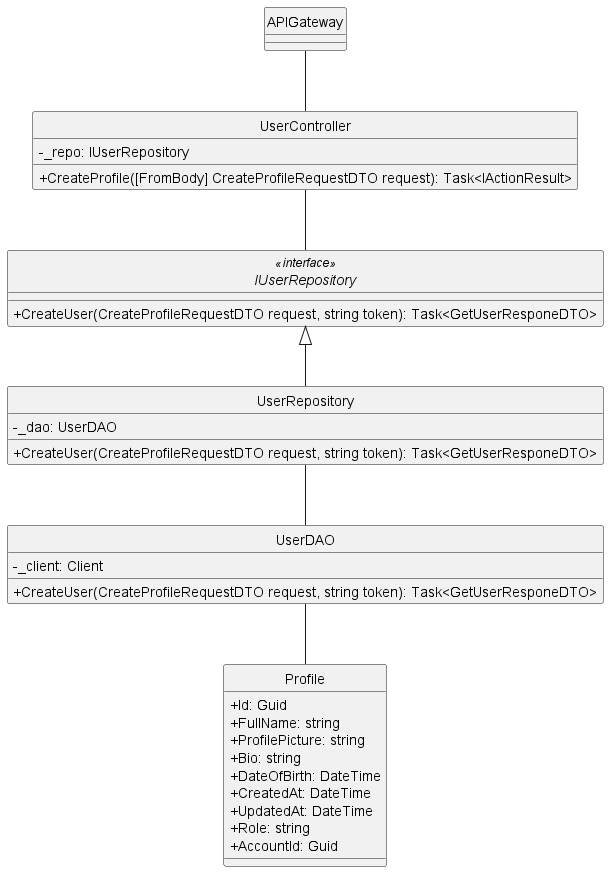 APIGateway
UserController
-_repo: IUserRepository
+CreateProfile([FromBody] CreateProfileRequestDTO request): Task<IActionResult>
«interface»
IUserRepository
+CreateUser(CreateProfileRequestDTO request, string token): Task<GetUserResponeDTO>
UserRepository
-_dao: UserDAO
+CreateUser(CreateProfileRequestDTO request, string token): Task<GetUserResponeDTO>
UserDAO
-_client: Client
+CreateUser(CreateProfileRequestDTO request, string token): Task<GetUserResponeDTO>
Profile
+Id: Guid
+FullName: string
+ProfilePicture: string
+Bio: string
+DateOfBirth: DateTime
+CreatedAt: DateTime
+UpdatedAt: DateTime
+Role: string
+AccountId: Guid